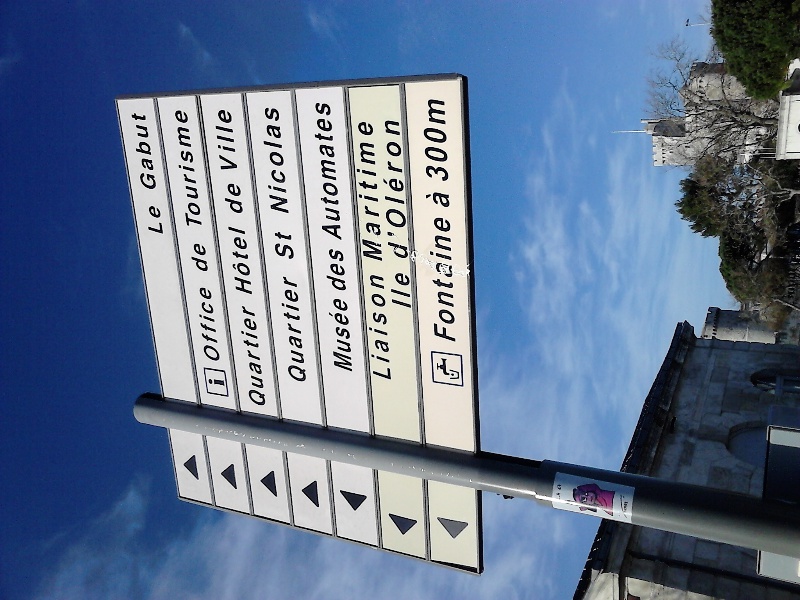 Le Gabut
i Office de Tourisme
Quartier Hôtel de Ville
Quartier St Nicolas
Musée des Automates
Liaison Maritime
Ile d'Oléron
Fontaine à 300m